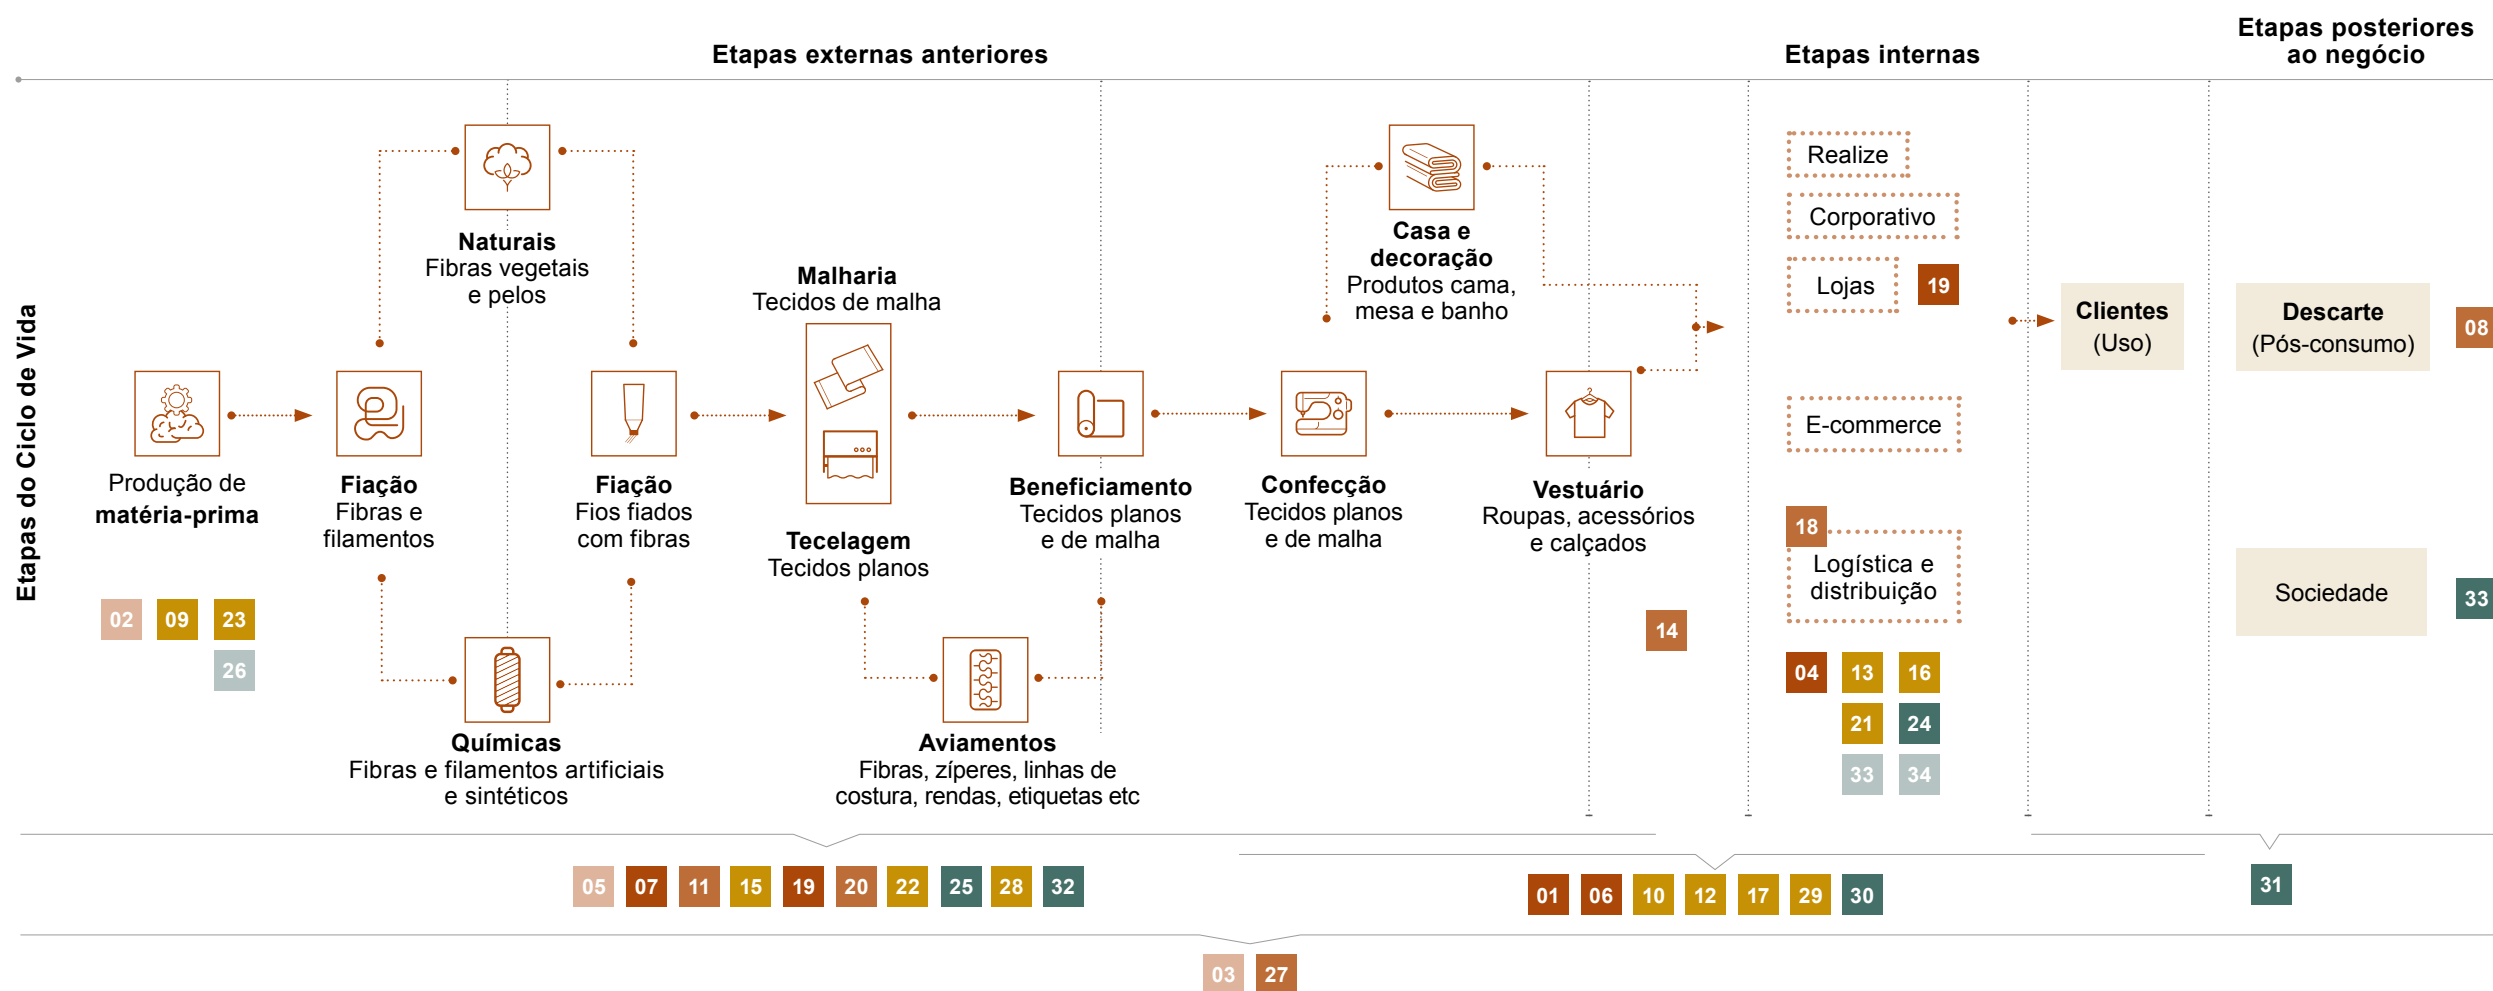 Etapas externas anteriores
Etapas internas
Etapas posteriores
ao negócio
Etapas do Ciclo de Vida
Produção de
matéria-prima
02 09 23
26
Fiação
Fibras e
filamentos
Naturais
Fibras vegetais
e pelos
Químicas
Fibras e filamentos artificiais
e sintéticos
Fiação
Fios fiados
com fibras
Malharia
Tecidos de malha
Tecelagem
Tecidos planos
Aviamentos
Fibras, zíperes, linhas de
costura, rendas, etiquetas etc
Beneficiamento
Tecidos planos
e de malha
Confecção
Tecidos planos
e de malha
Casa e
decoração
Produtos cama,
mesa e banho
Vestuário
Roupas, acessórios
e calçados
14
Realize
Corporativo
Lojas
19
E-commerce
18
Logística e
distribuição
04 13 16
21 24
33 34
Clientes
(Uso)
Descarte
(Pós-consumo)
08
Sociedade
33
05 07 11 15 19 20 22 25 28 32
01 06 10 12 17 29 30
31
03 27